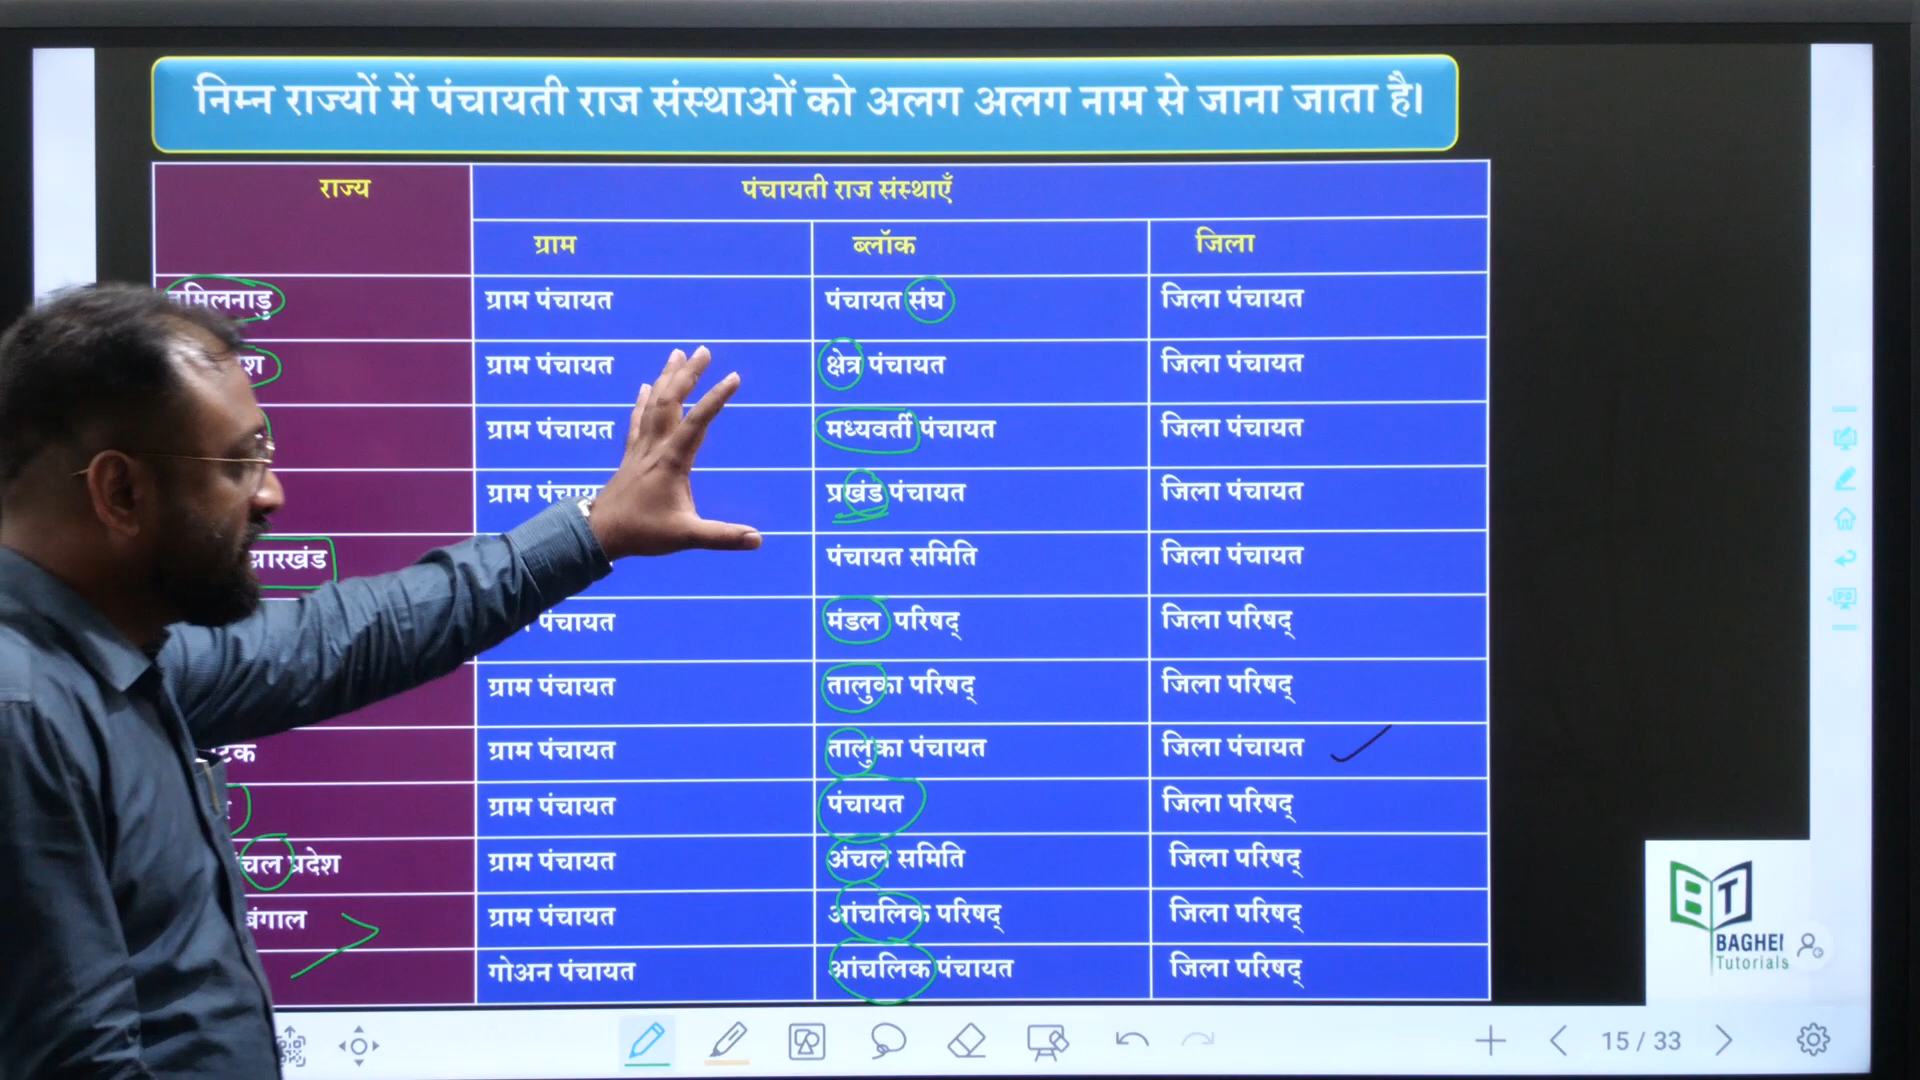 निम्न राज्यों में पंचायती राज संस्थाओं को अलग अलग नाम से जाना जाता है।
राज्य पंचायती राज संस्थाएँ
ग्राम ब्लॉक जिला
ग्राम पंचायत पंचायत संघ जिला पंचायत
ग्राम पंचायत क्षेत्र पंचायत जिला पंचायत
ग्राम पंचायत मध्यवर्ती पंचायत जिला पंचायत
ग्राम प्रखंड पंचायत जिला पंचायत
झारखंड पंचायत समिति जिला पंचायत
पंचायत मंडल परिषद् जिला परिषद्
ग्राम पंचायत तालुका परिषद् जिला परिषद्
ग्राम पंचायत तालुका पंचायत जिला पंचायत
ग्राम पंचायत पंचायत जिला परिषद्
प्रदेश ग्राम पंचायत अंचल समिति जिला परिषद्
बंगाल ग्राम पंचायत आंचलिक परिषद् जिला परिषद्
गोअन पंचायत आंचलिक पंचायत जिला परिषद्
BT
BAGHEL
Tutorials
15 / 33